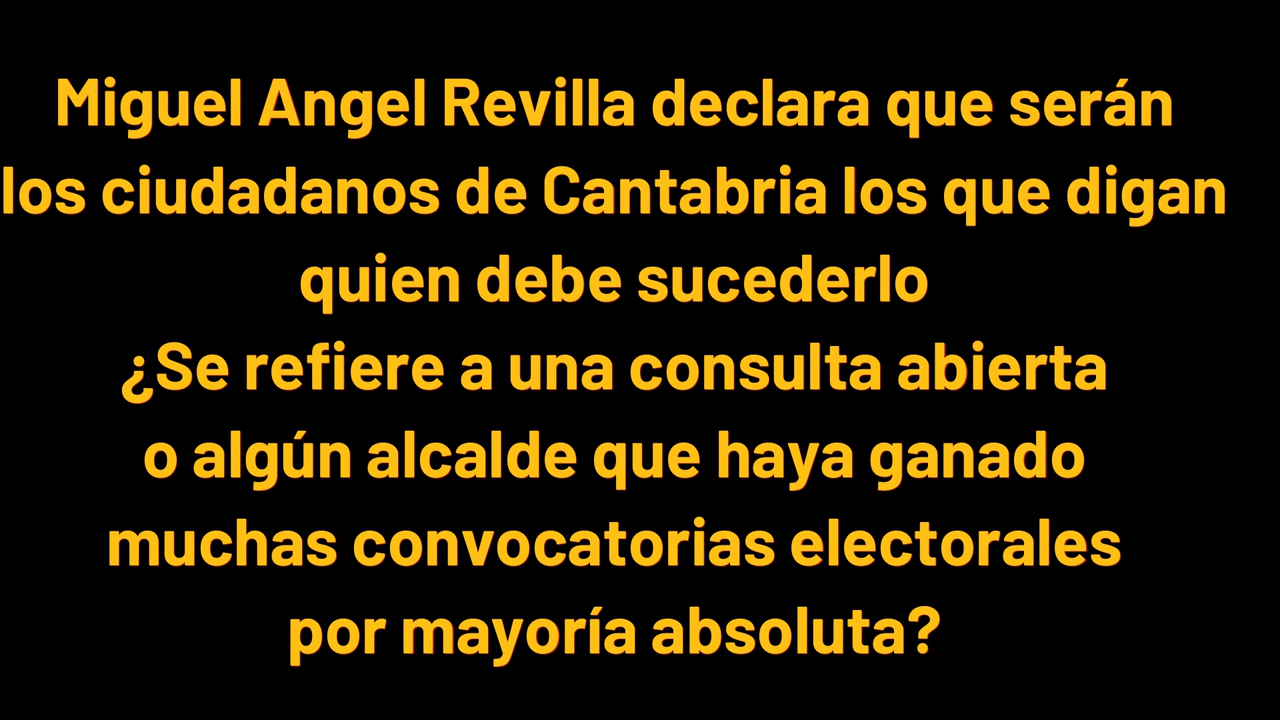 Miguel Angel Revilla declara que serán
los ciudadanos de Cantabria los que digan
quien debe sucederlo
¿Se refiere a una consulta abierta
o algún alcalde que haya ganado
muchas convocatorias electorales
por mayoría absoluta?